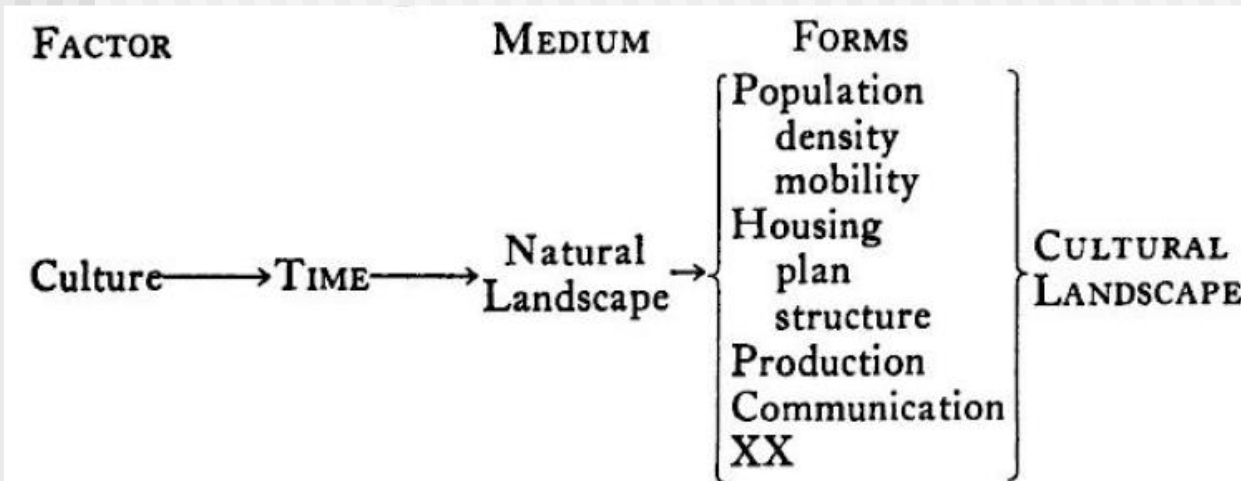 FACTOR MEDIUM FORMS
Population
density
mobility
Housing
plan
structure
Production
Communication
XX
Culture → TIME → Natural Landscape →
CULTURAL
LANDSCAPE